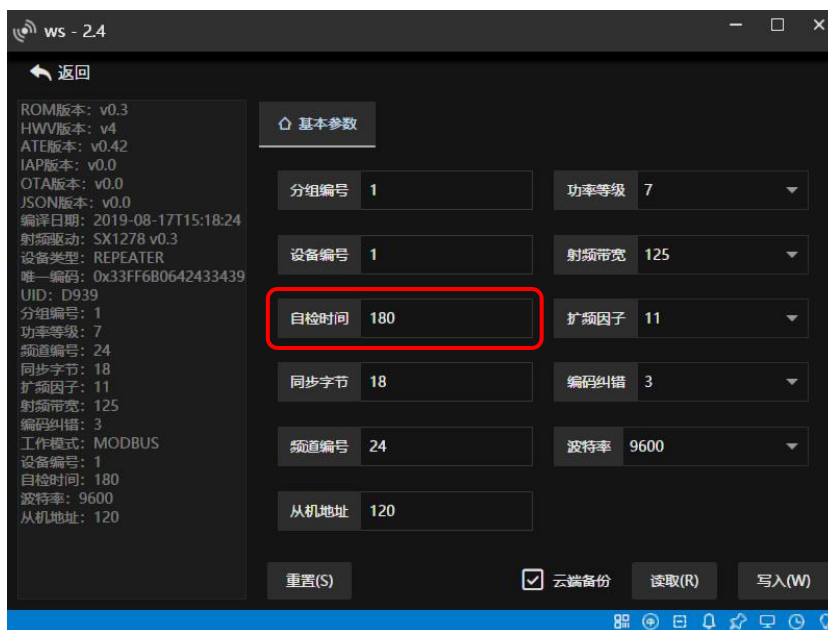 ws - 2.4
返回
ROM版本：v0.3
HWV版本：v4
ATE版本：v0.42
IAP版本：v0.0
OTA版本：v0.0
JSON版本：v0.0
编译日期：2019-08-17T15:18:24
射频驱动：SX1278 v0.3
设备类型：REPEATER
唯一编码：0x33FF6B0642433439
UID：D939
分组编号：1
功率等级：7
频道编号：24
同步字节：18
扩频因子：11
射频带宽：125
编码纠错：3
工作模式：MODBUS
设备编号：1
自检时间：180
波特率：9600
从机地址：120
基本参数
分组编号 1 功率等级 7
设备编号 1 射频带宽 125
自检时间 180 扩频因子 11
同步字节 18 编码纠错 3
频道编号 24 波特率 9600
从机地址 120
重置(S) 云端备份 读取(R) 写入(W)